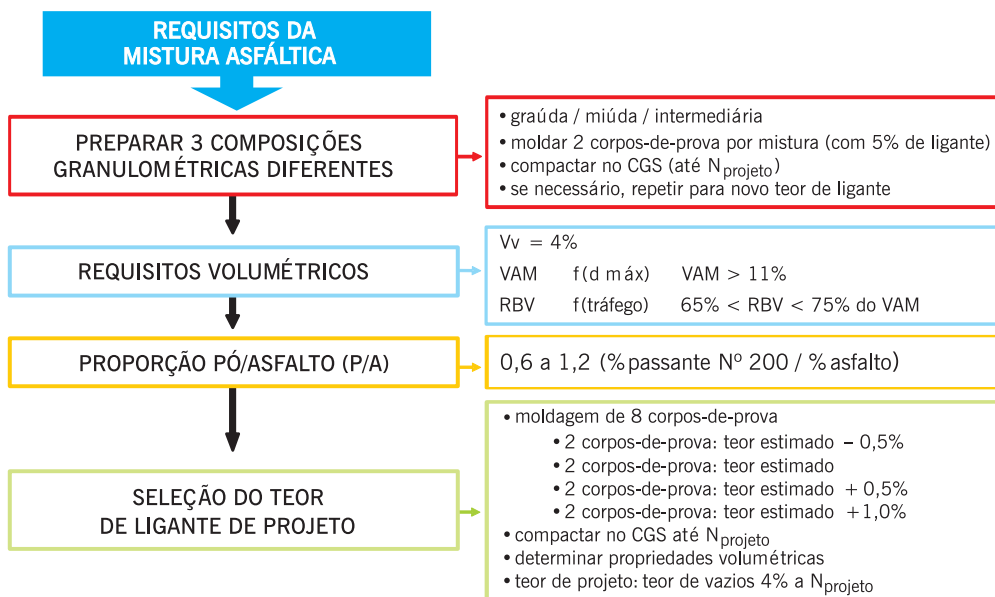 REQUISITOS DA
MISTURA ASFÁLTICA
PREPARAR 3 COMPOSIÇÕES
GRANULOMÉTRICAS DIFERENTES
• graúda / miúda / intermediária
• moldar 2 corpos-de-prova por mistura (com 5% de ligante)
• compactar no CGS (até Nprojeto)
• se necessário, repetir para novo teor de ligante
REQUISITOS VOLUMÉTRICOS
Vv = 4%
VAM f(d máx) VAM > 11%
RBV f(tráfego) 65% < RBV < 75% do VAM
PROPORÇÃO PÓ/ASFALTO (P/A)
0,6 a 1,2 (% passante Nº 200 / % asfalto)
SELEÇÃO DO TEOR
DE LIGANTE DE PROJETO
• moldagem de 8 corpos-de-prova
• 2 corpos-de-prova: teor estimado – 0,5%
• 2 corpos-de-prova: teor estimado
• 2 corpos-de-prova: teor estimado + 0,5%
• 2 corpos-de-prova: teor estimado +1,0%
• compactar no CGS até Nprojeto
• determinar propriedades volumétricas
• teor de projeto: teor de vazios 4% a Nprojeto